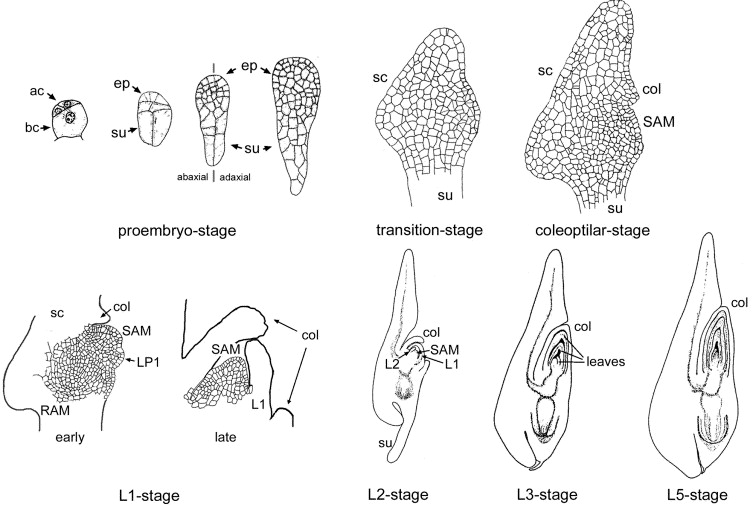 ac
bc
ep
su
ep
su
abaxial | adaxial
proembryo-stage
sc
su
transition-stage
sc
col
SAM
su
coleoptilar-stage
sc
col
SAM
LP1
RAM
early
SAM
col
L1
late
L1-stage
col
SAM
L2
L1
su
L2-stage
col
leaves
L3-stage
col
L5-stage